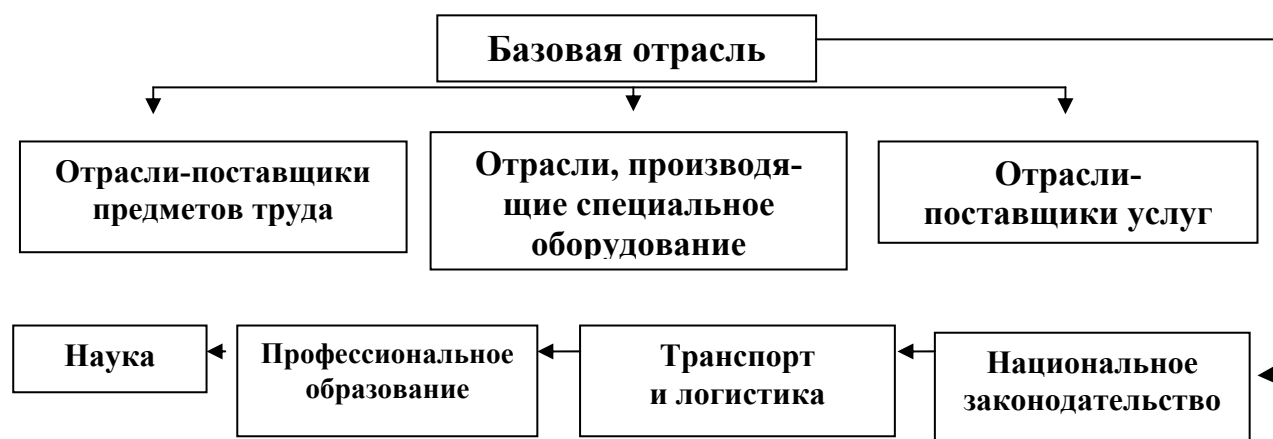 Базовая отрасль
Отрасли-поставщики
предметов труда
Отрасли, производя-
щие специальное
оборудование
Отрасли-
поставщики услуг
Наука
Профессиональное
образование
Транспорт
и логистика
Национальное
законодательство